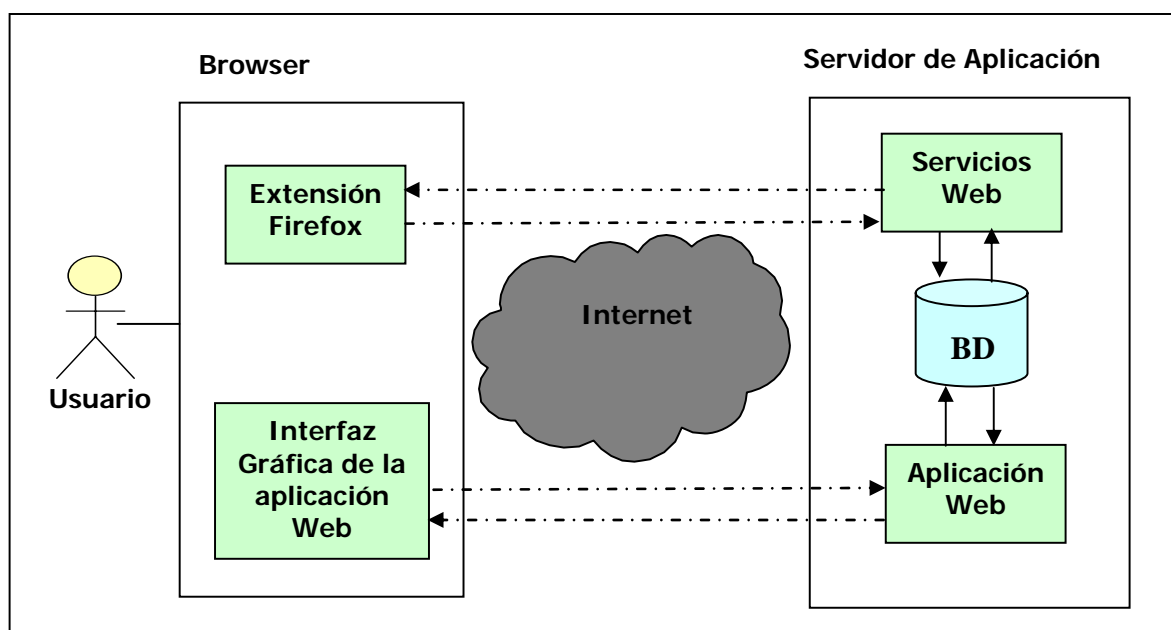 Browser
Servidor de Aplicación
Extensión
Firefox
Servicios
Web
Internet
BD
Usuario
Interfaz
Gráfica de la
aplicación
Web
Aplicación
Web